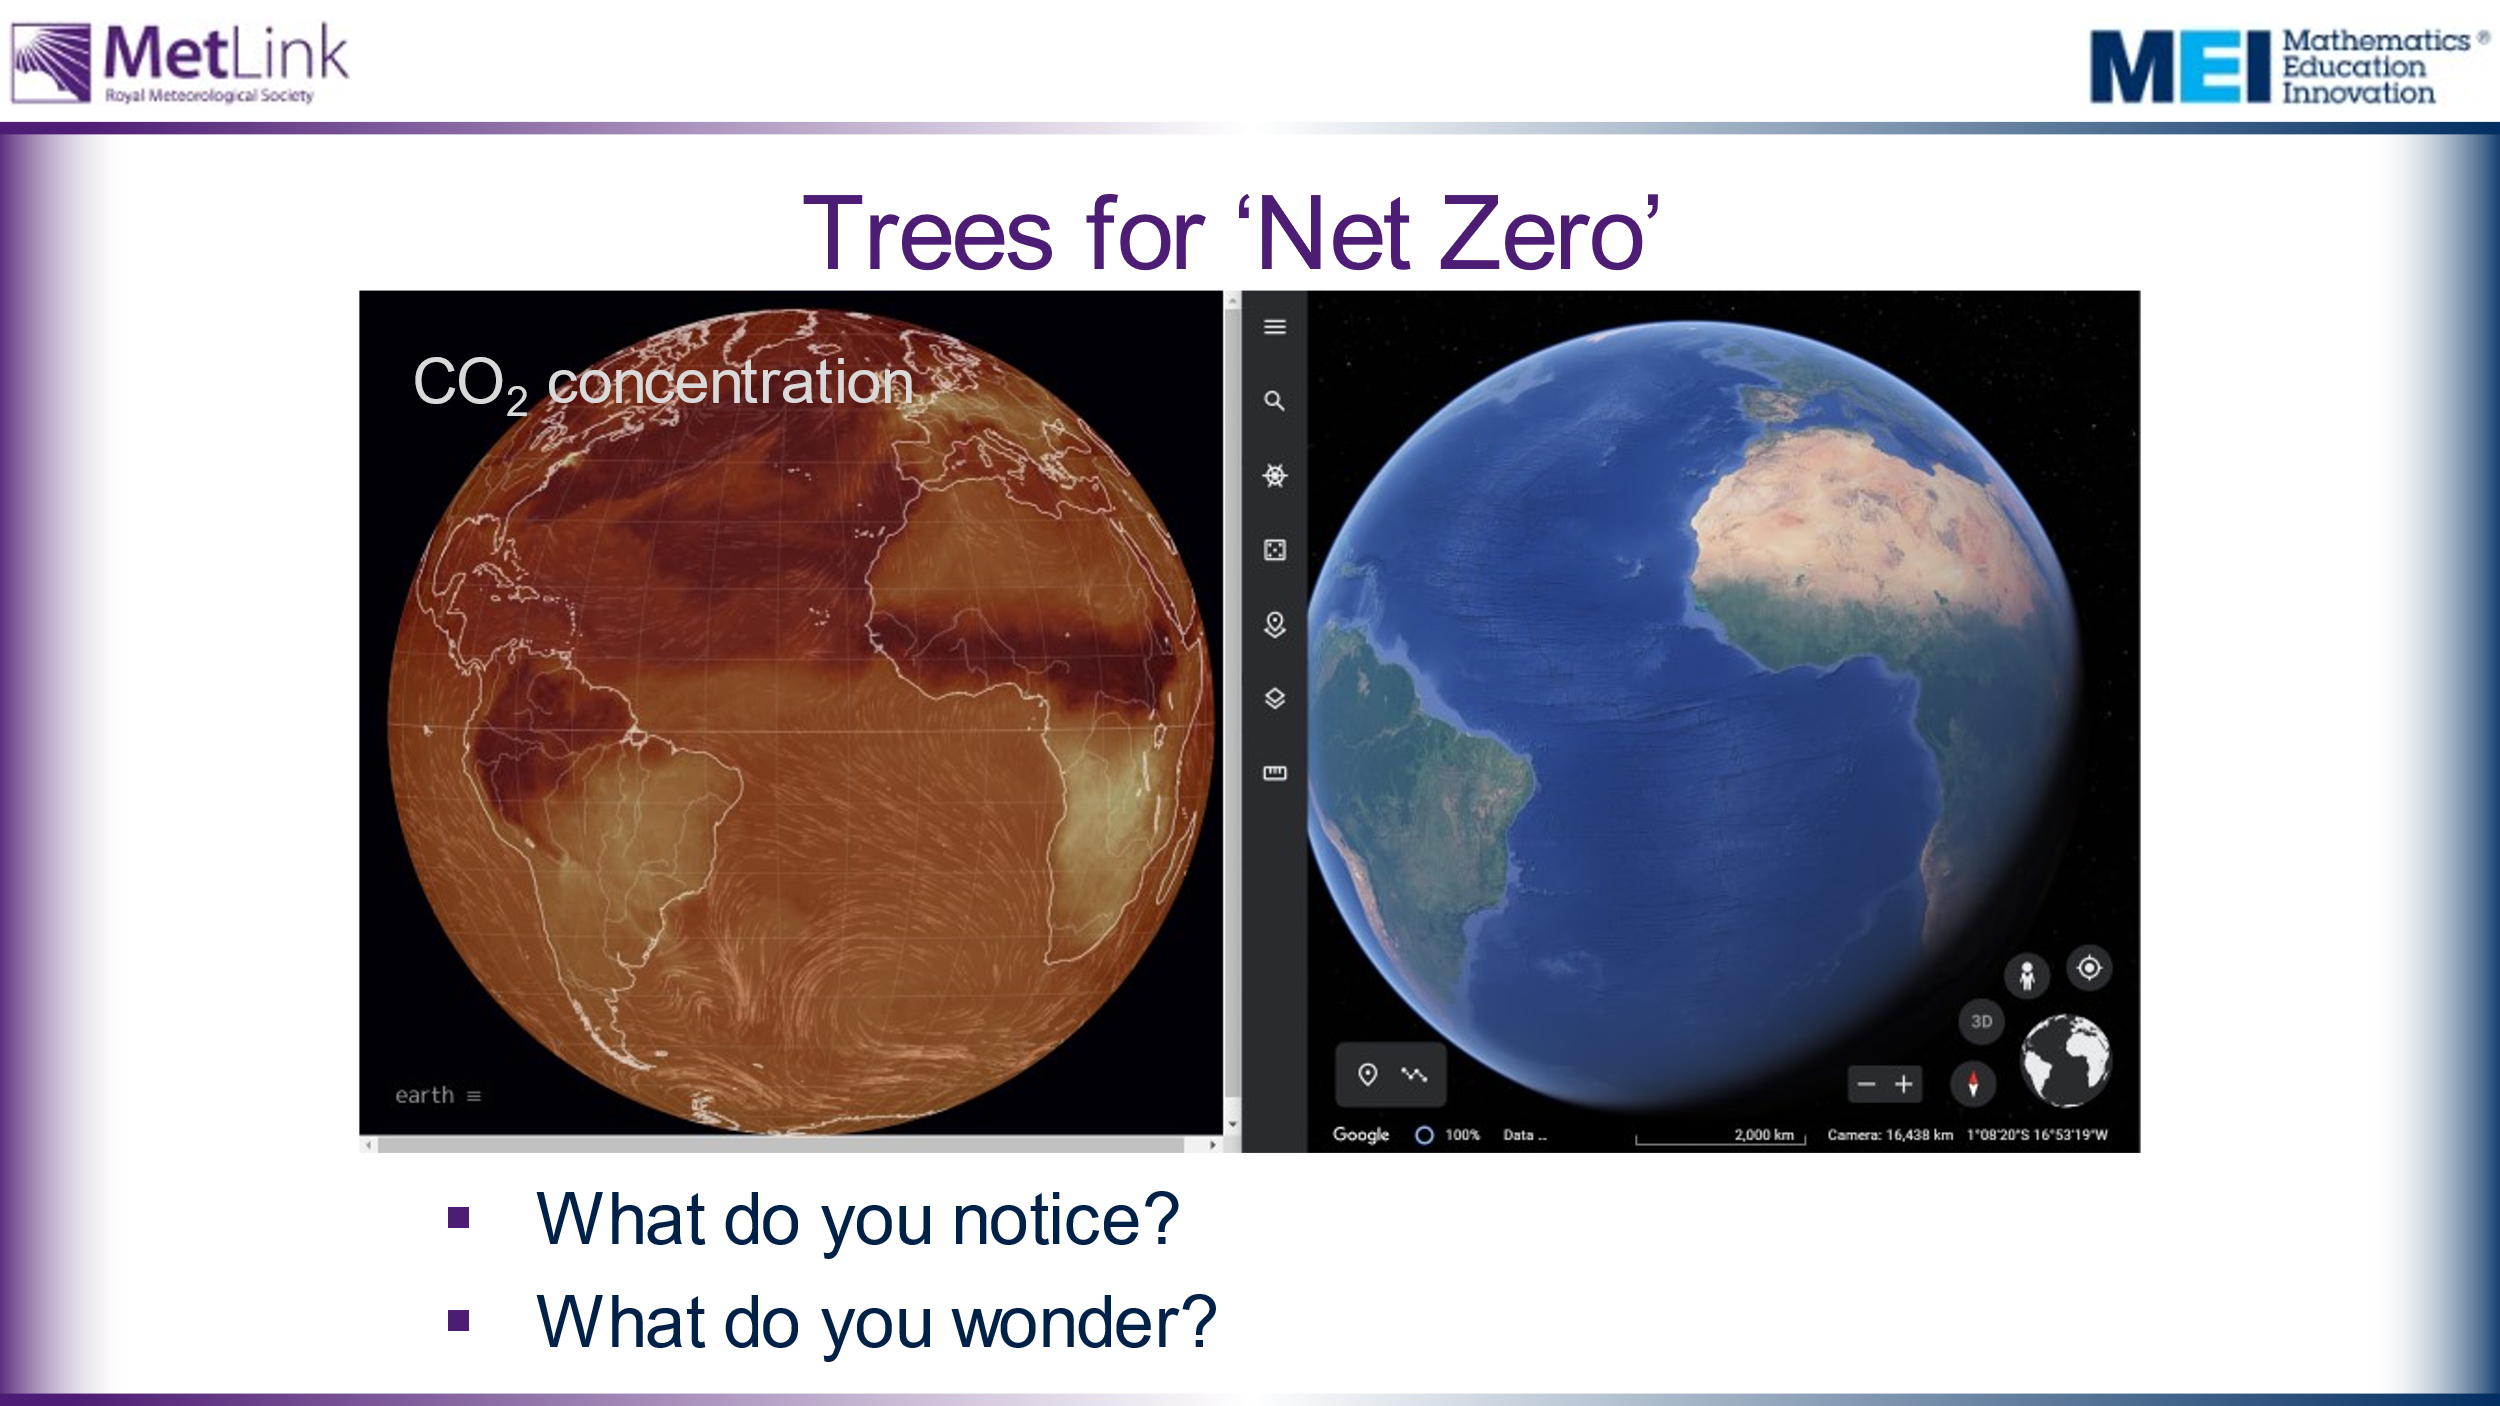 MetLink
Royal Meteorological Society
MEI Mathematics ®
Education
Innovation
Trees for ‘Net Zero’
CO₂ concentration
earth ≡
3D
Google 100% Data ... 2,000 km Camera: 16,438 km 1°08'20"S 16°53'19"W
▪ What do you notice?
▪ What do you wonder?